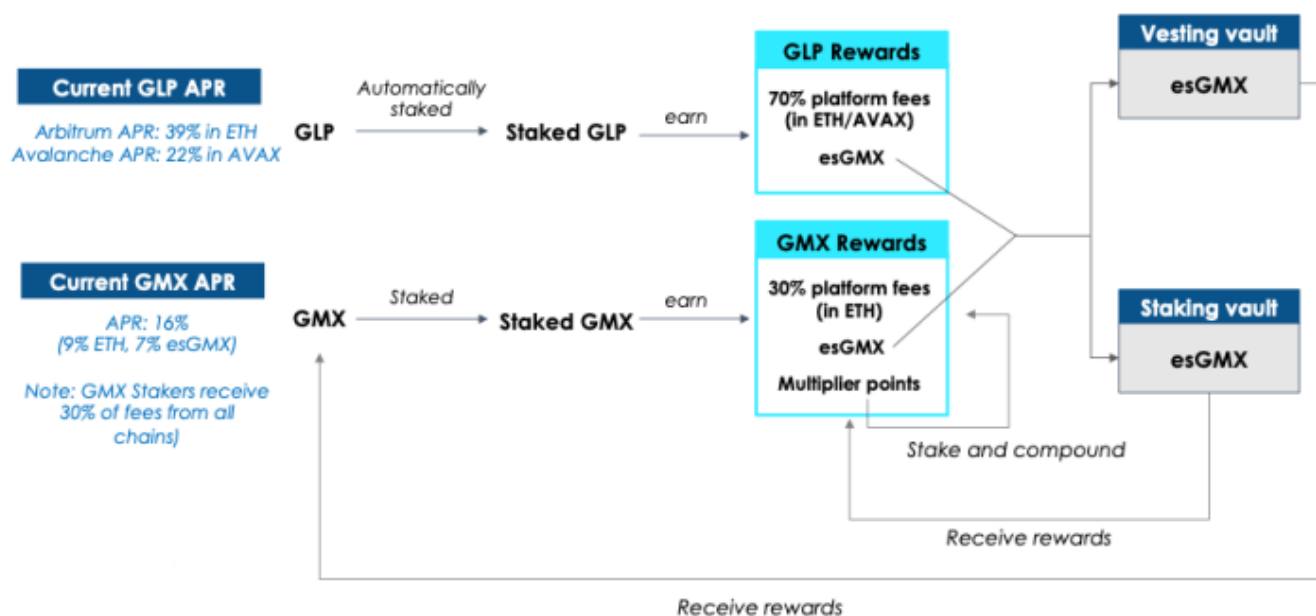 Current GLP APR
Arbitrum APR: 39% in ETH
Avalanche APR: 22% in AVAX
GLP
Automatically
staked
Staked GLP
earn
GLP Rewards
70% platform fees
(in ETH/AVAX)
esGMX
Vesting vault
esGMX
Current GMX APR
APR: 16%
(9% ETH, 7% esGMX)
Note: GMX Stakers receive
30% of fees from all
chains)
GMX
Staked
Staked GMX
earn
GMX Rewards
30% platform fees
(in ETH)
esGMX
Multiplier points
Stake and compound
Staking vault
esGMX
Receive rewards
Receive rewards